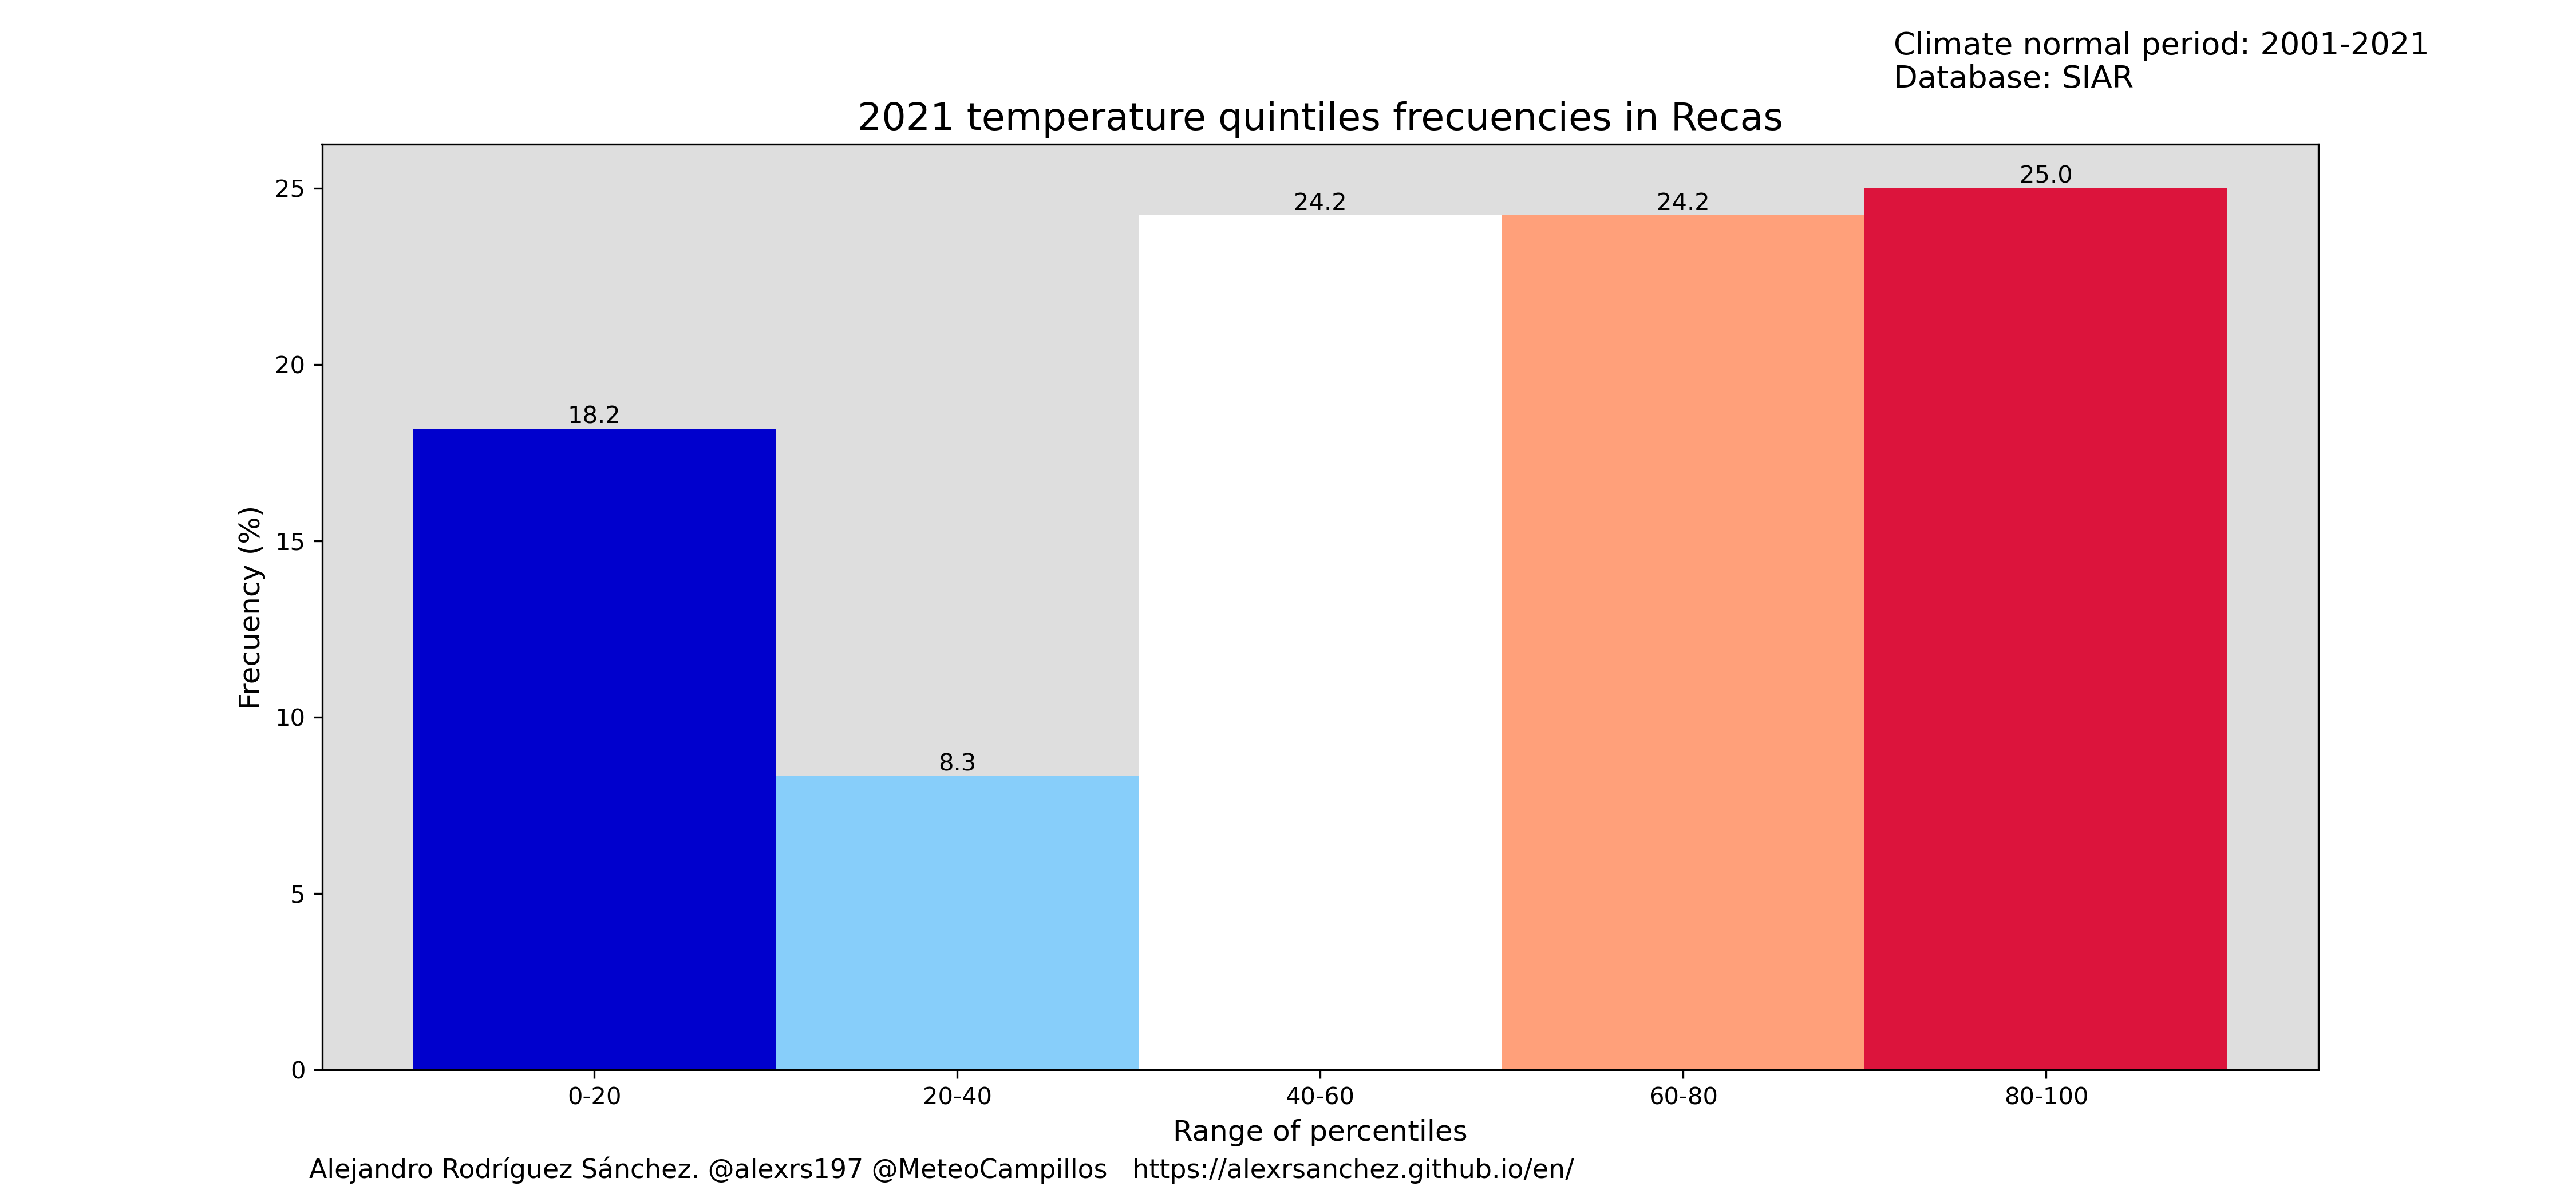 Climate normal period: 2001-2021
Database: SIAR
2021 temperature quintiles frecuencies in Recas
25
20
15
10
5
0
Frecuency (%)
18.2
8.3
24.2
24.2
25.0
0-20
20-40
40-60
60-80
80-100
Range of percentiles
Alejandro Rodríguez Sánchez. @alexrs197 @MeteoCampillos   https://alexrsanchez.github.io/en/